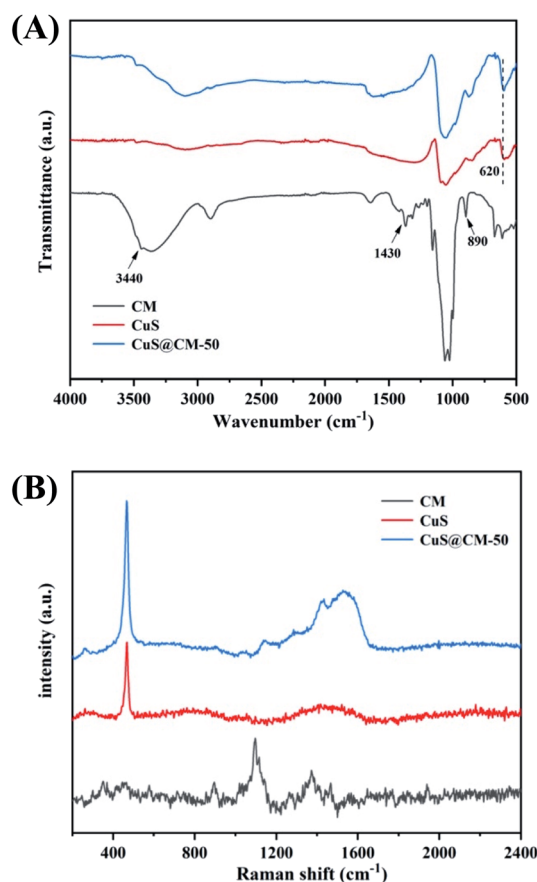 (A)
Transmittance (a.u.)
620
3440
1430
890
CM
CuS
CuS@CM-50
4000 3500 3000 2500 2000 1500 1000 500
Wavenumber (cm⁻¹)
(B)
intensity (a.u.)
CM
CuS
CuS@CM-50
400 800 1200 1600 2000 2400
Raman shift (cm⁻¹)